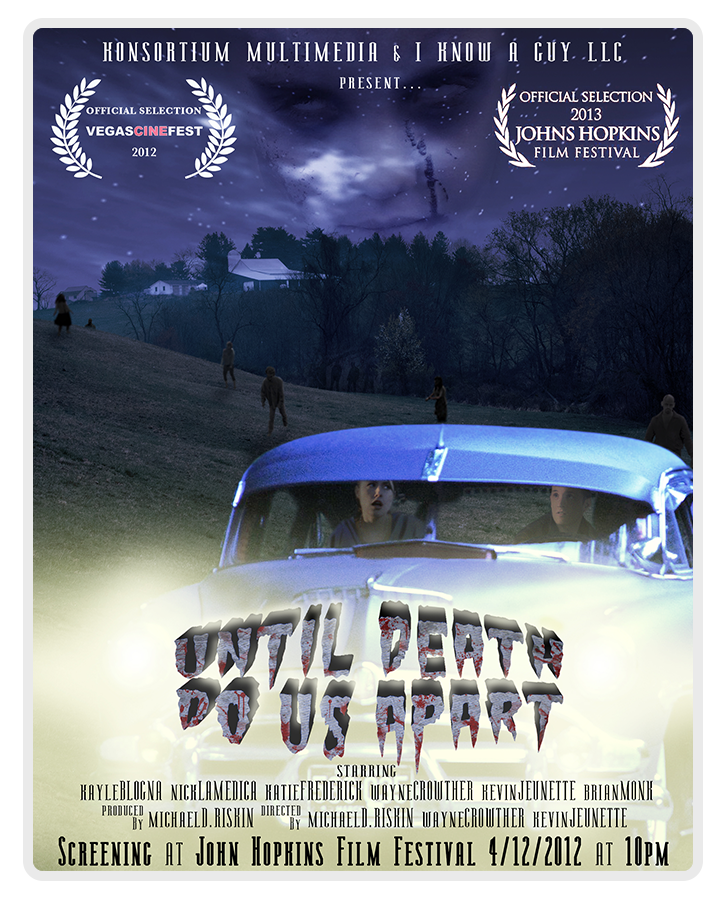 KONSORTIUM MULTIMEDIA & I KNOW A GUY LLC
PRESENT...
OFFICIAL SELECTION
VEGASCINEFEST
2012
OFFICIAL SELECTION
2013
JOHNS HOPKINS
FILM FESTIVAL
UNTIL DEATH
DO US APART
STARRING
KAYLEBLOGNA NICKLAMEDICA KATIEFREDERICK WAYNECROWTHER KEVINJEUNETTE BRIANMONK
PRODUCED BY MICHAELD.RISKIN DIRECTED BY MICHAELD.RISKIN WAYNECROWTHER KEVINJEUNETTE
SCREENING AT JOHN HOPKINS FILM FESTIVAL 4/12/2012 AT 10PM